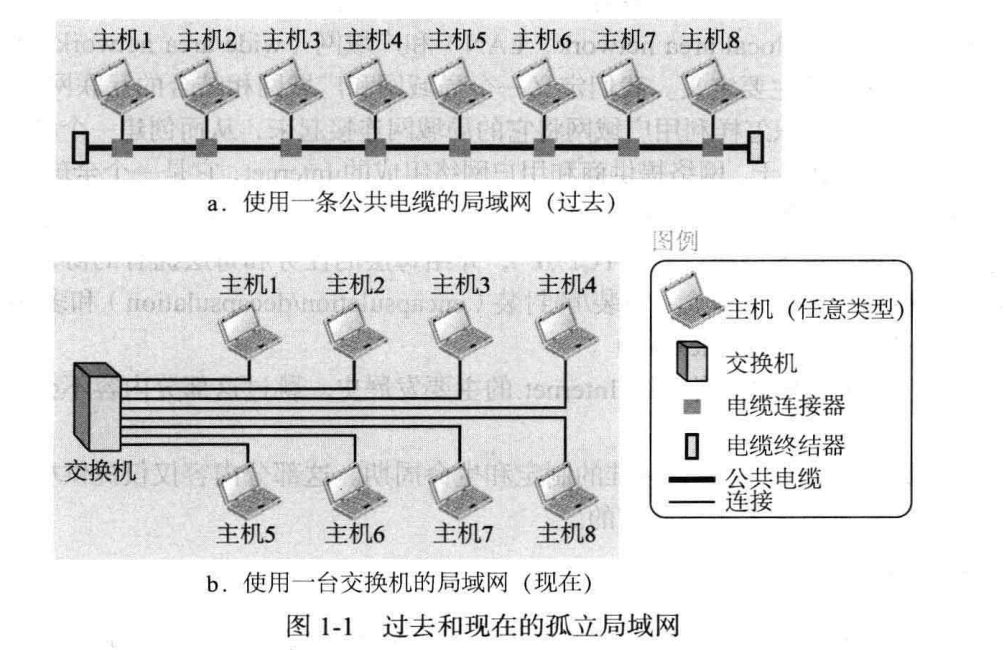 主机1 主机2 主机3 主机4 主机5 主机6 主机7 主机8
a. 使用一条公共电缆的局域网（过去）
主机1 主机2 主机3 主机4
交换机
主机5 主机6 主机7 主机8
b. 使用一台交换机的局域网（现在）
图例
主机（任意类型）
交换机
电缆连接器
电缆终结器
公共电缆
连接
图 1-1 过去和现在的孤立局域网